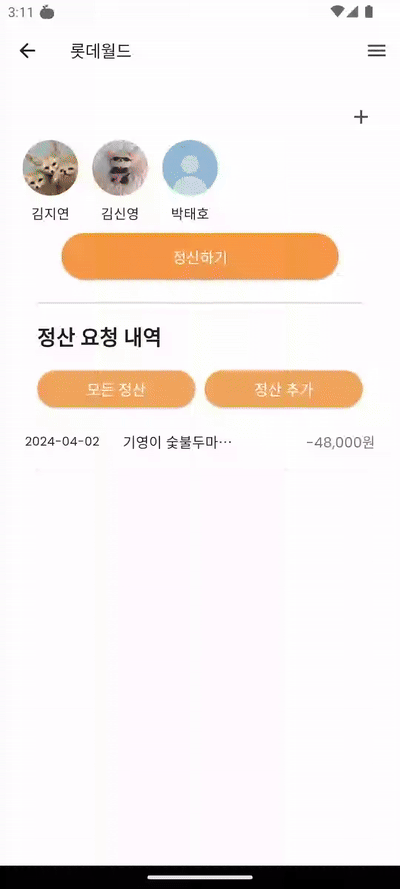 3:11
롯데월드
김지연 김신영 박태호
정산하기
정산 요청 내역
모든 정산 정산 추가
2024-04-02 기영이 숯불두마… -48,000원